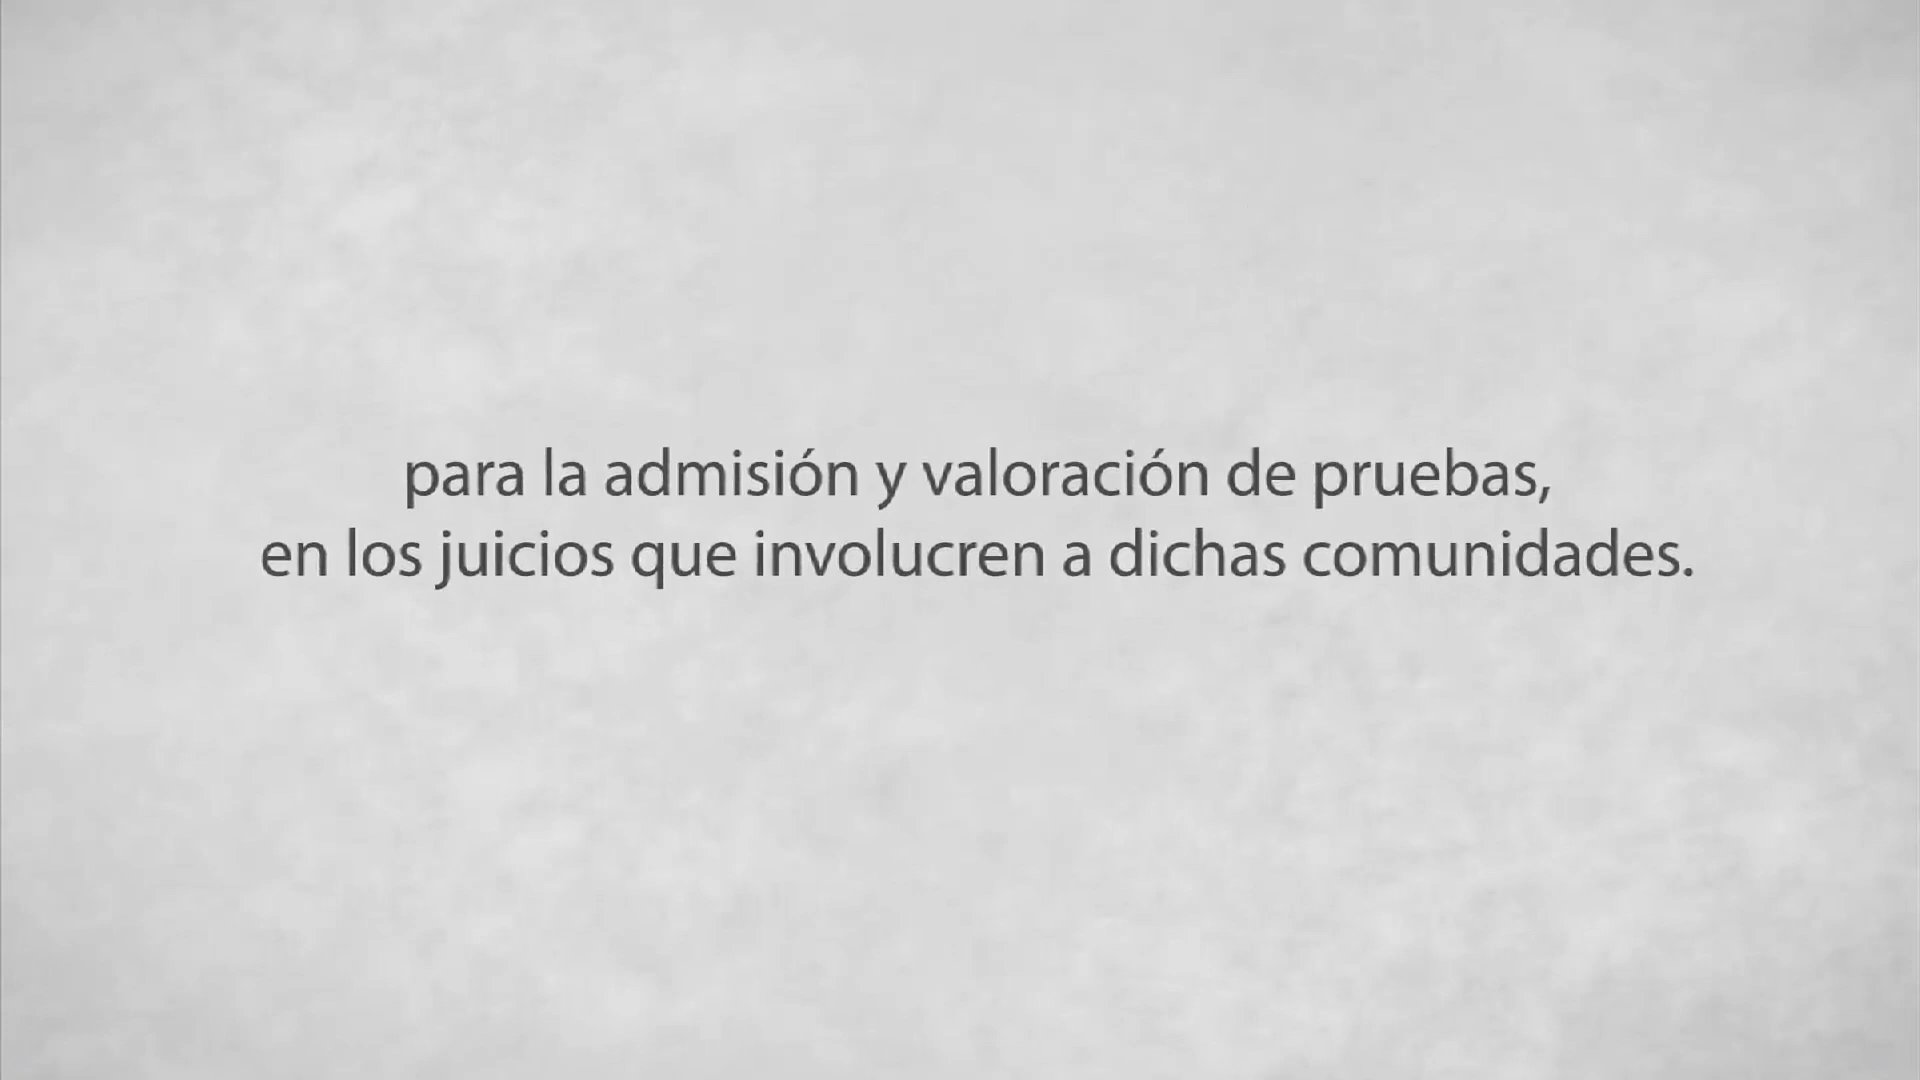 para la admisión y valoración de pruebas,
en los juicios que involucren a dichas comunidades.